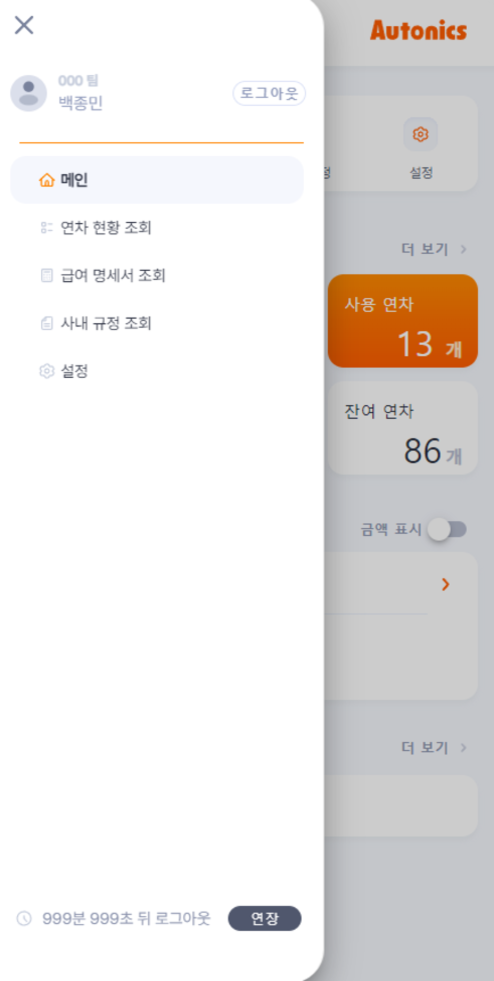 Autonics
000 팀
백종민
로그아웃
메인
연차 현황 조회
급여 명세서 조회
사내 규정 조회
설정
999분 999초 뒤 로그아웃
연장
설정
더 보기
사용 연차
13 개
잔여 연차
86 개
금액 표시
더 보기